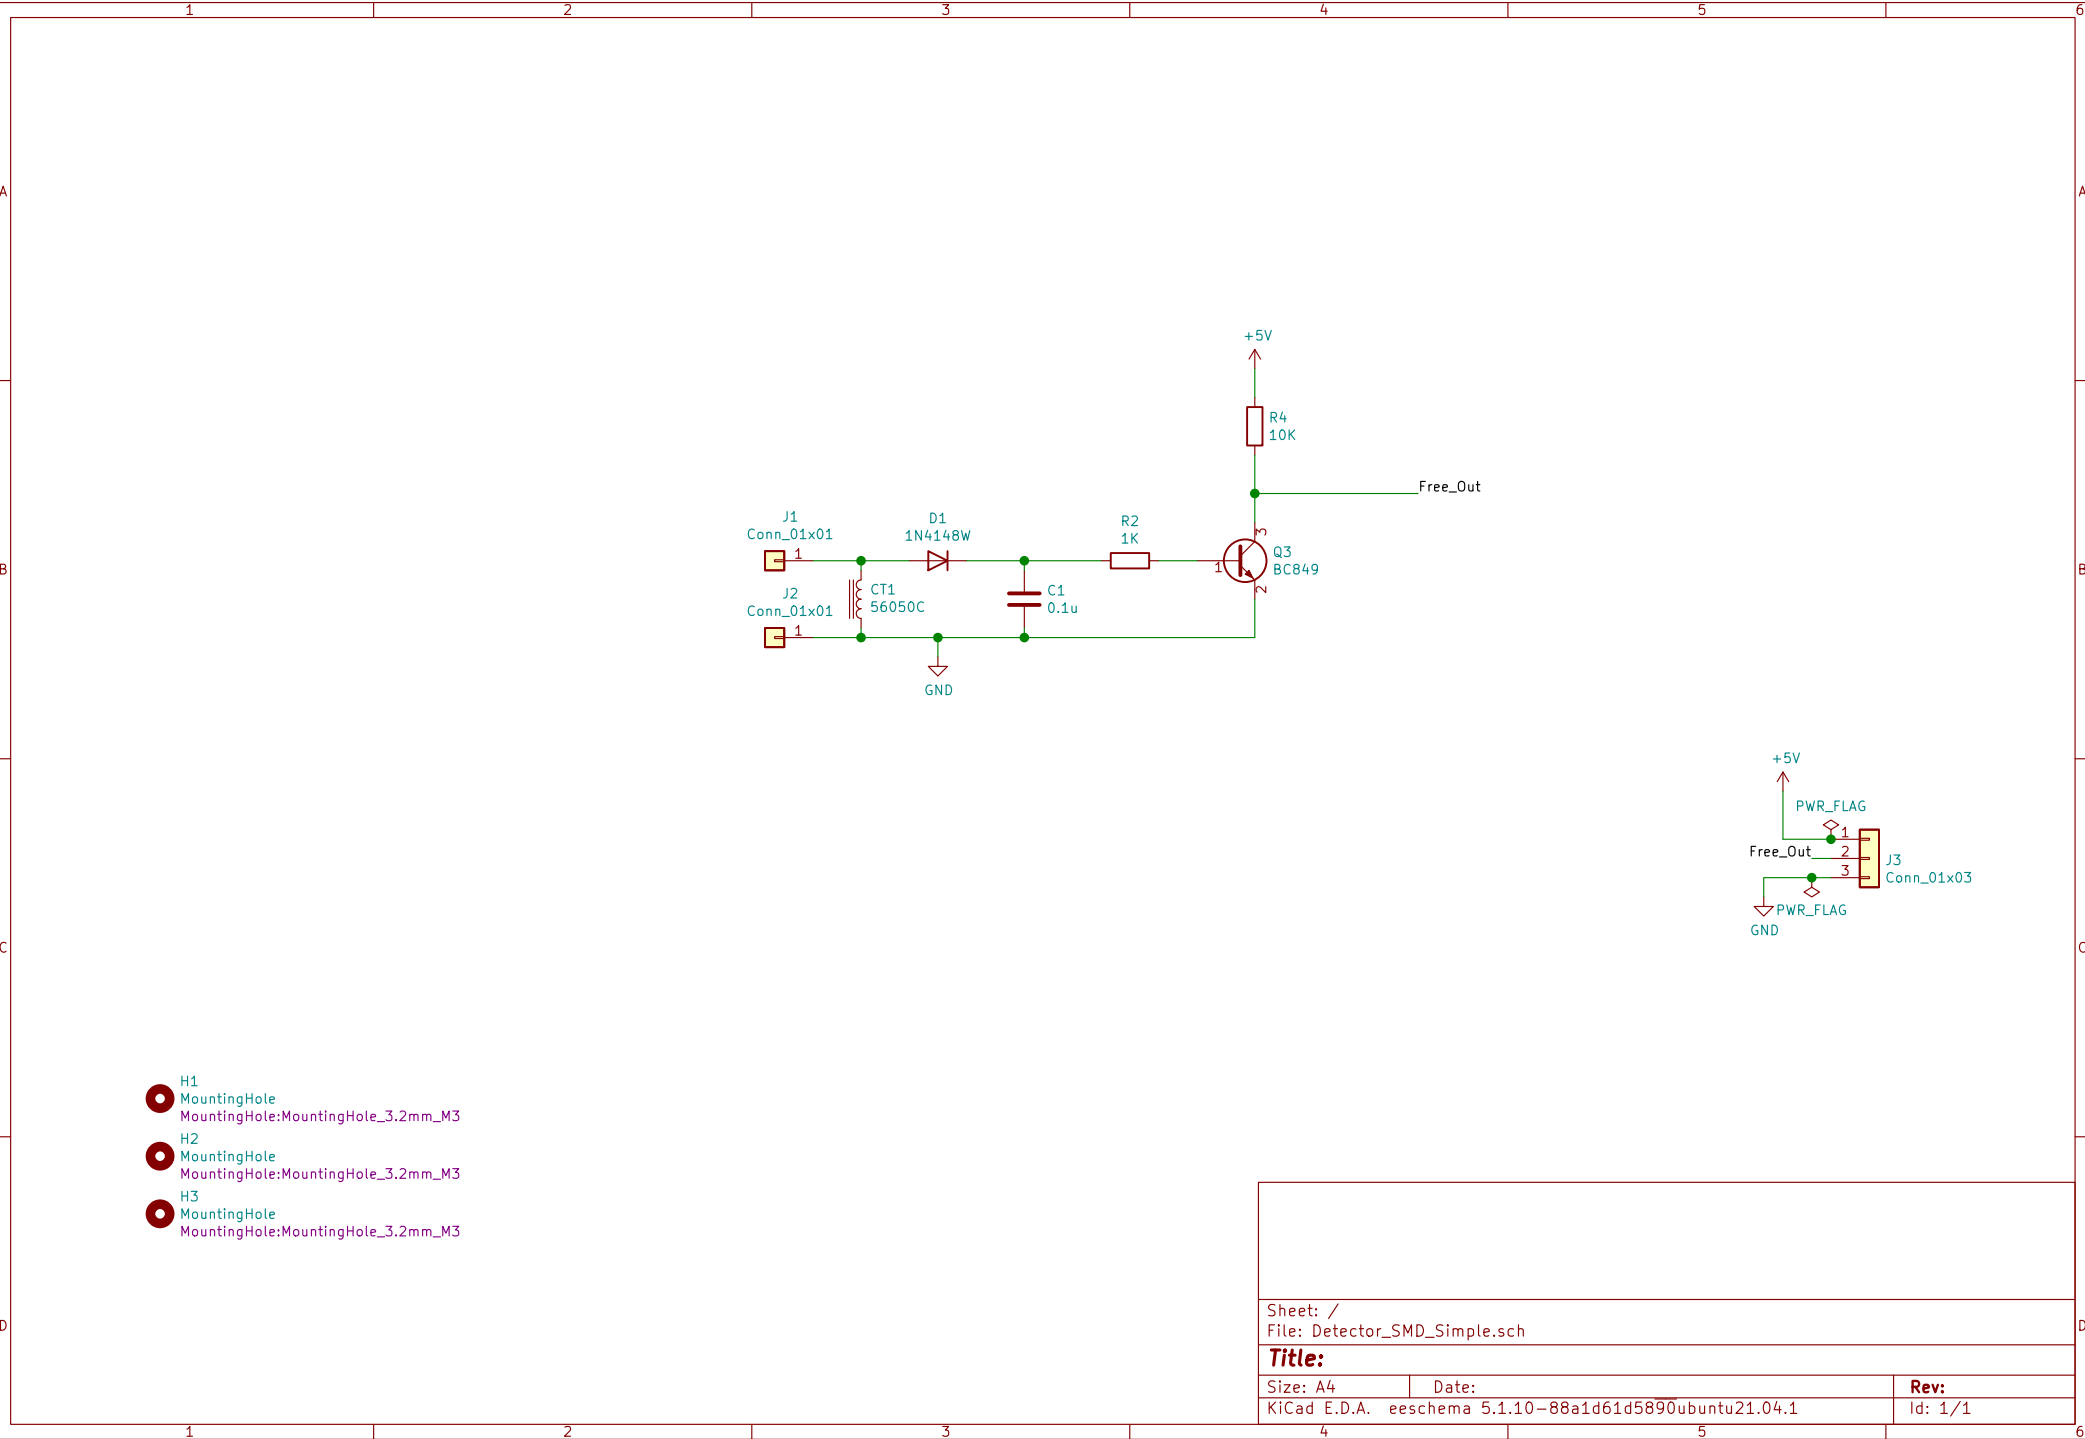 1 2 3 4 5 6
A A
+5V
R4
10K
Free_Out
J1
Conn_01x01
1
D1
1N4148W
R2
1K
3
Q3
BC849
1
2
B B
CT1
56050C
C1
0.1u
J2
Conn_01x01
1
GND
+5V
PWR_FLAG
1
Free_Out
2
3
J3
Conn_01x03
PWR_FLAG
GND
C C
H1
MountingHole
MountingHole:MountingHole_3.2mm_M3
H2
MountingHole
MountingHole:MountingHole_3.2mm_M3
H3
MountingHole
MountingHole:MountingHole_3.2mm_M3
Sheet: /
File: Detector_SMD_Simple.sch
D D
Title:
Size: A4 Date: Rev:
KiCad E.D.A. eeschema 5.1.10-88a1d61d5890ubuntu21.04.1 Id: 1/1
1 2 3 4 5 6